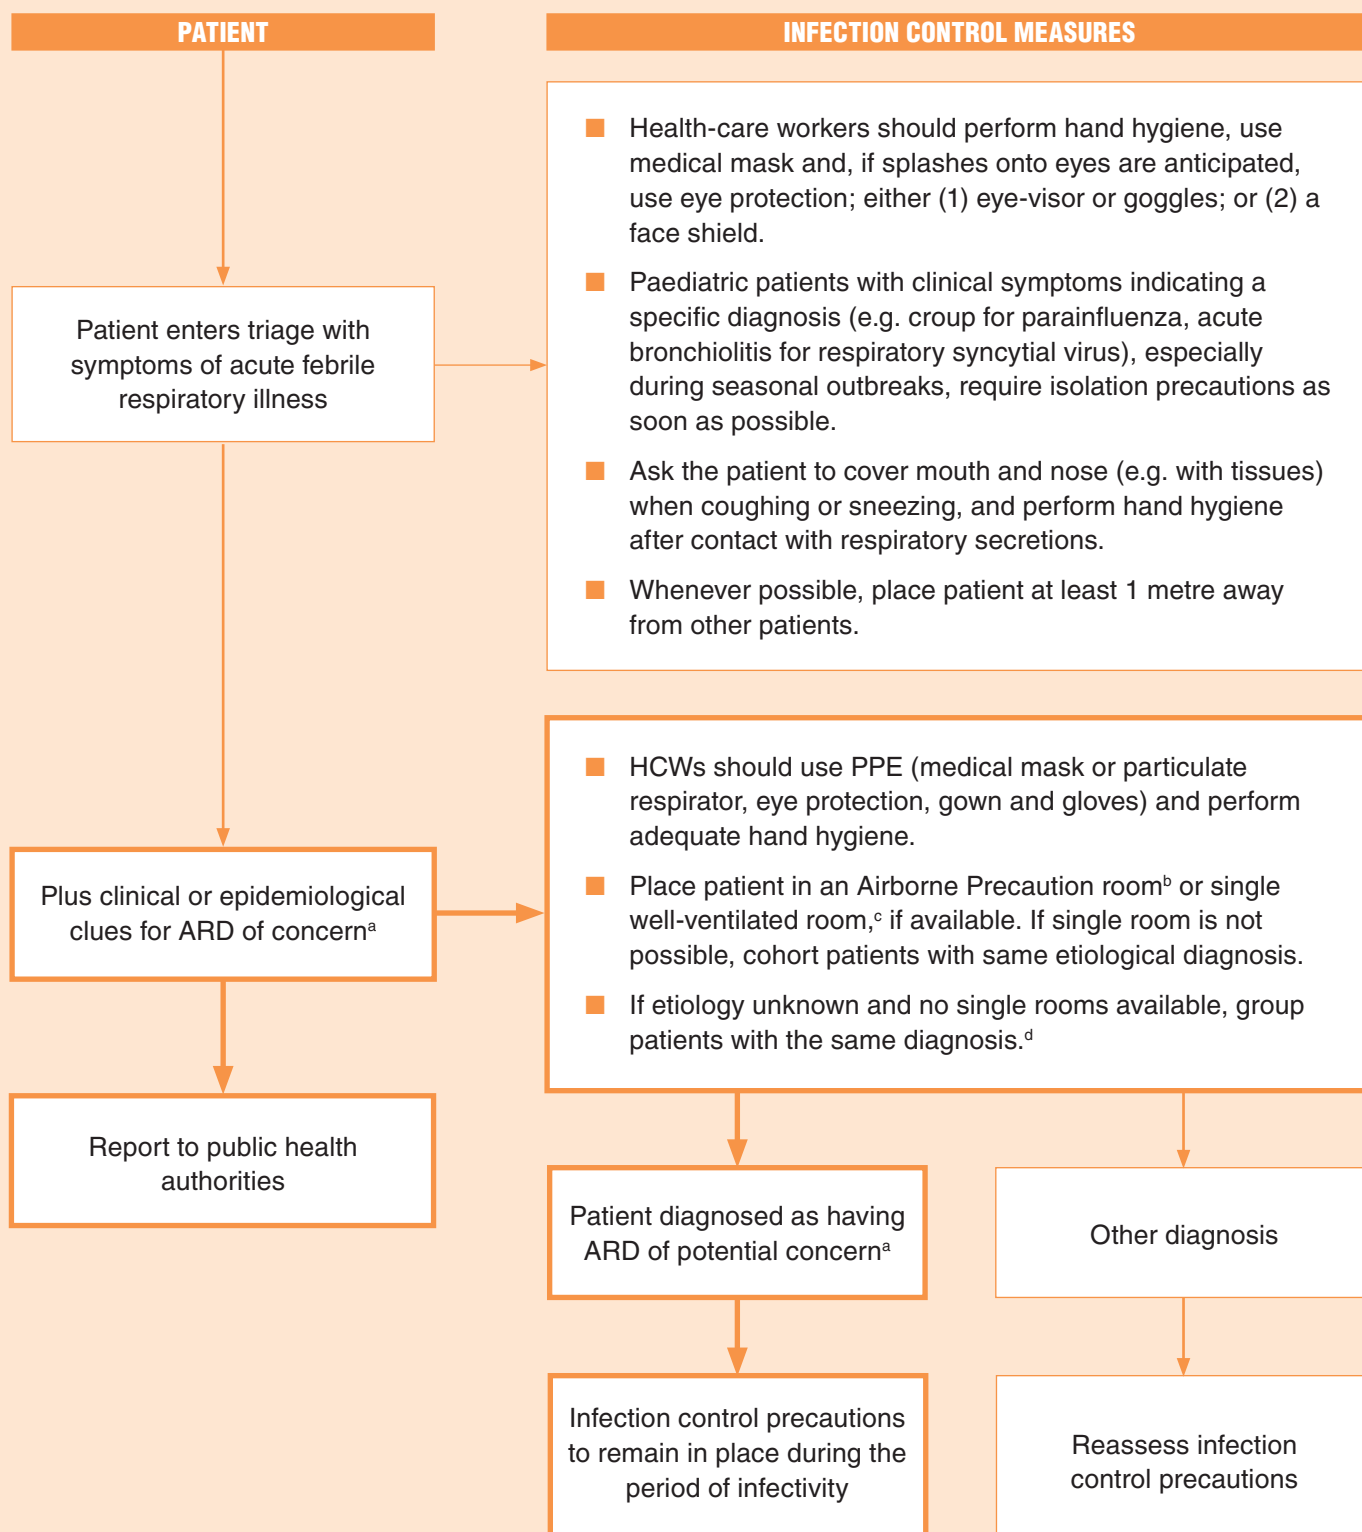 PATIENT
INFECTION CONTROL MEASURES
■ Health-care workers should perform hand hygiene, use
medical mask and, if splashes onto eyes are anticipated,
use eye protection; either (1) eye-visor or goggles; or (2) a
face shield.
■ Paediatric patients with clinical symptoms indicating a
specific diagnosis (e.g. croup for parainfluenza, acute
bronchiolitis for respiratory syncytial virus), especially
during seasonal outbreaks, require isolation precautions as
soon as possible.
■ Ask the patient to cover mouth and nose (e.g. with tissues)
when coughing or sneezing, and perform hand hygiene
after contact with respiratory secretions.
■ Whenever possible, place patient at least 1 metre away
from other patients.
Patient enters triage with
symptoms of acute febrile
respiratory illness
■ HCWs should use PPE (medical mask or particulate
respirator, eye protection, gown and gloves) and perform
adequate hand hygiene.
■ Place patient in an Airborne Precaution roomᵇ or single
well-ventilated room,ᶜ if available. If single room is not
possible, cohort patients with same etiological diagnosis.
■ If etiology unknown and no single rooms available, group
patients with the same diagnosis.ᵈ
Plus clinical or epidemiological
clues for ARD of concernᵃ
Report to public health
authorities
Patient diagnosed as having
ARD of potential concernᵃ
Other diagnosis
Infection control precautions
to remain in place during the
period of infectivity
Reassess infection
control precautions